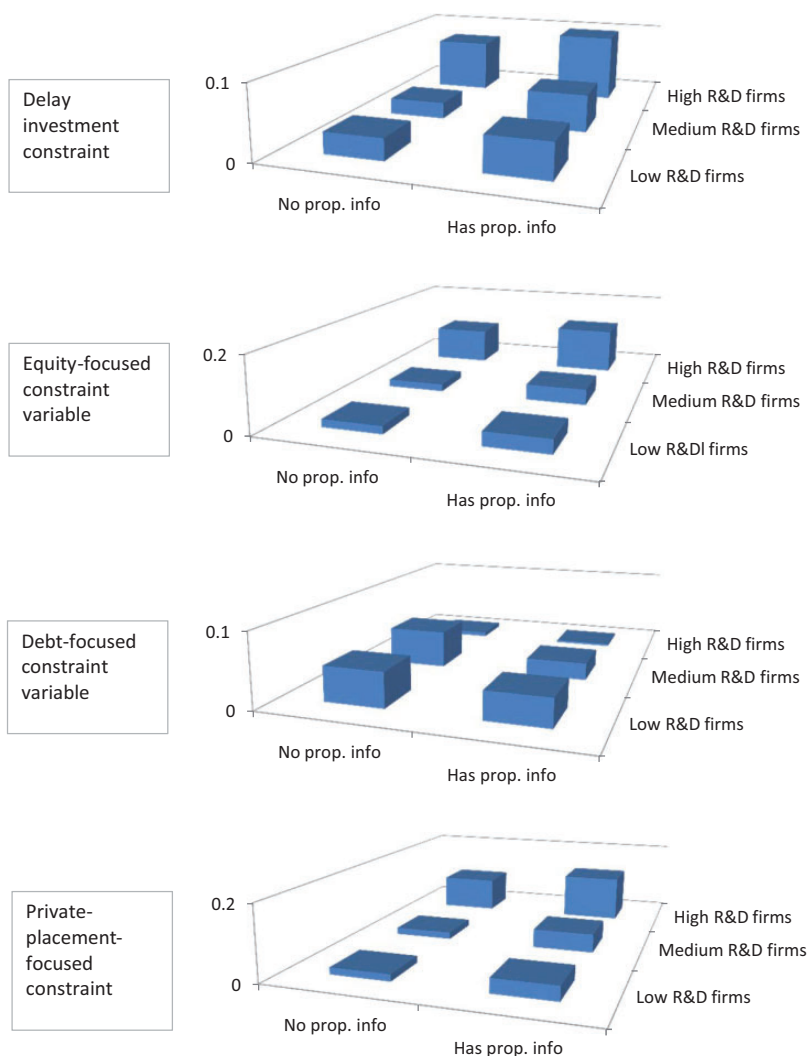 Delay
investment
constraint
0.1
0
No prop. info
Has prop. info
High R&D firms
Medium R&D firms
Low R&D firms
Equity-focused
constraint
variable
0.2
0
No prop. info
Has prop. info
High R&D firms
Medium R&D firms
Low R&Dl firms
Debt-focused
constraint
variable
0.1
0
No prop. info
Has prop. info
High R&D firms
Medium R&D firms
Low R&D firms
Private-
placement-
focused
constraint
0.2
0
No prop. info
Has prop. info
High R&D firms
Medium R&D firms
Low R&D firms